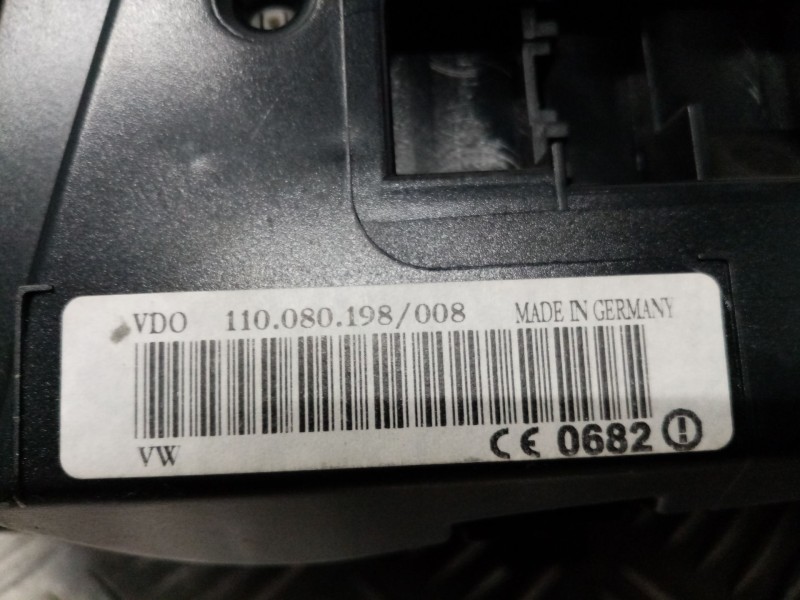 VDO 110.080.198/008 MADE IN GERMANY
VW CE 0682